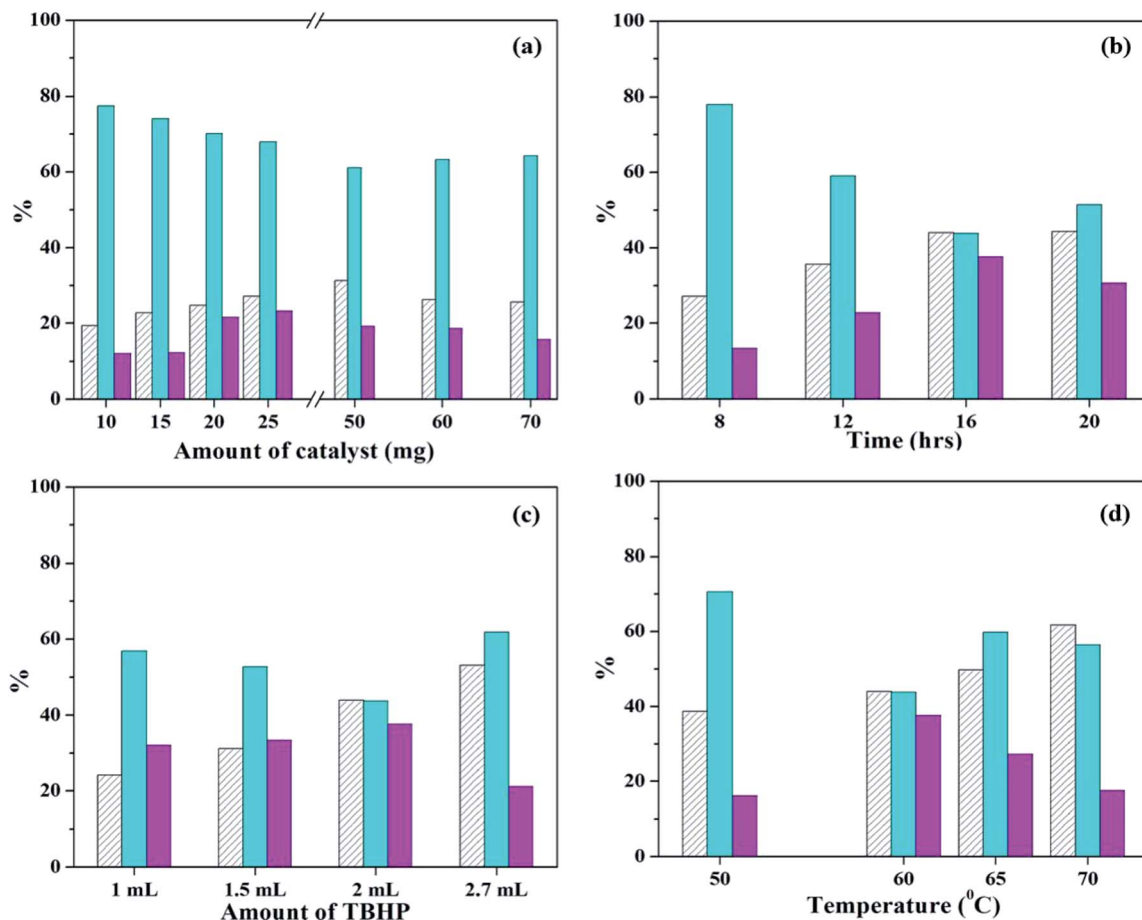 100
80
60
40
20
0
%
(a)
10 15 20 25 50 60 70
Amount of catalyst (mg)
100
80
60
40
20
0
%
(b)
8 12 16 20
Time (hrs)
100
80
60
40
20
0
%
(c)
1 mL 1.5 mL 2 mL 2.7 mL
Amount of TBHP
100
80
60
40
20
0
%
(d)
50 60 65 70
Temperature (⁰C)